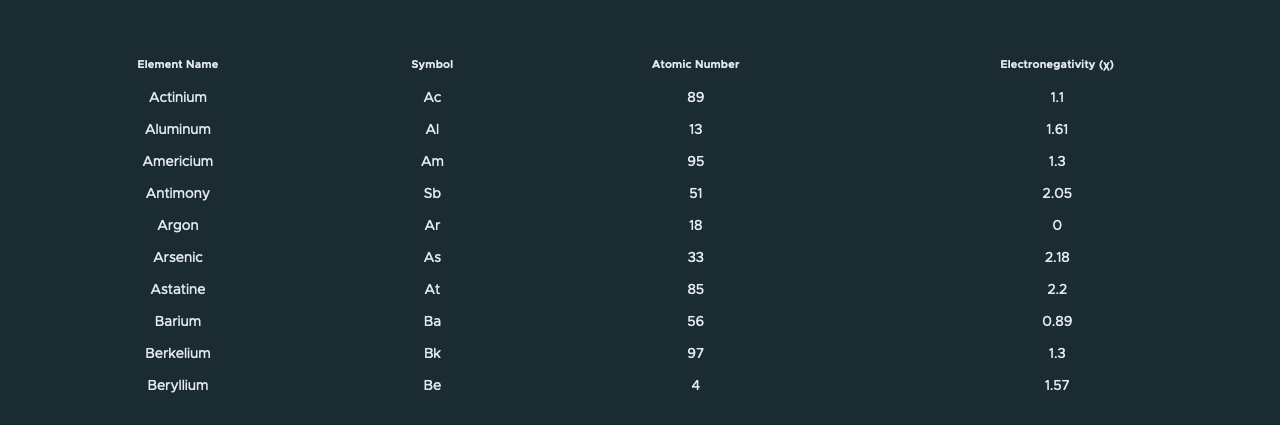 Element Name Symbol Atomic Number Electronegativity (χ)
Actinium Ac 89 1.1
Aluminum Al 13 1.61
Americium Am 95 1.3
Antimony Sb 51 2.05
Argon Ar 18 0
Arsenic As 33 2.18
Astatine At 85 2.2
Barium Ba 56 0.89
Berkelium Bk 97 1.3
Beryllium Be 4 1.57